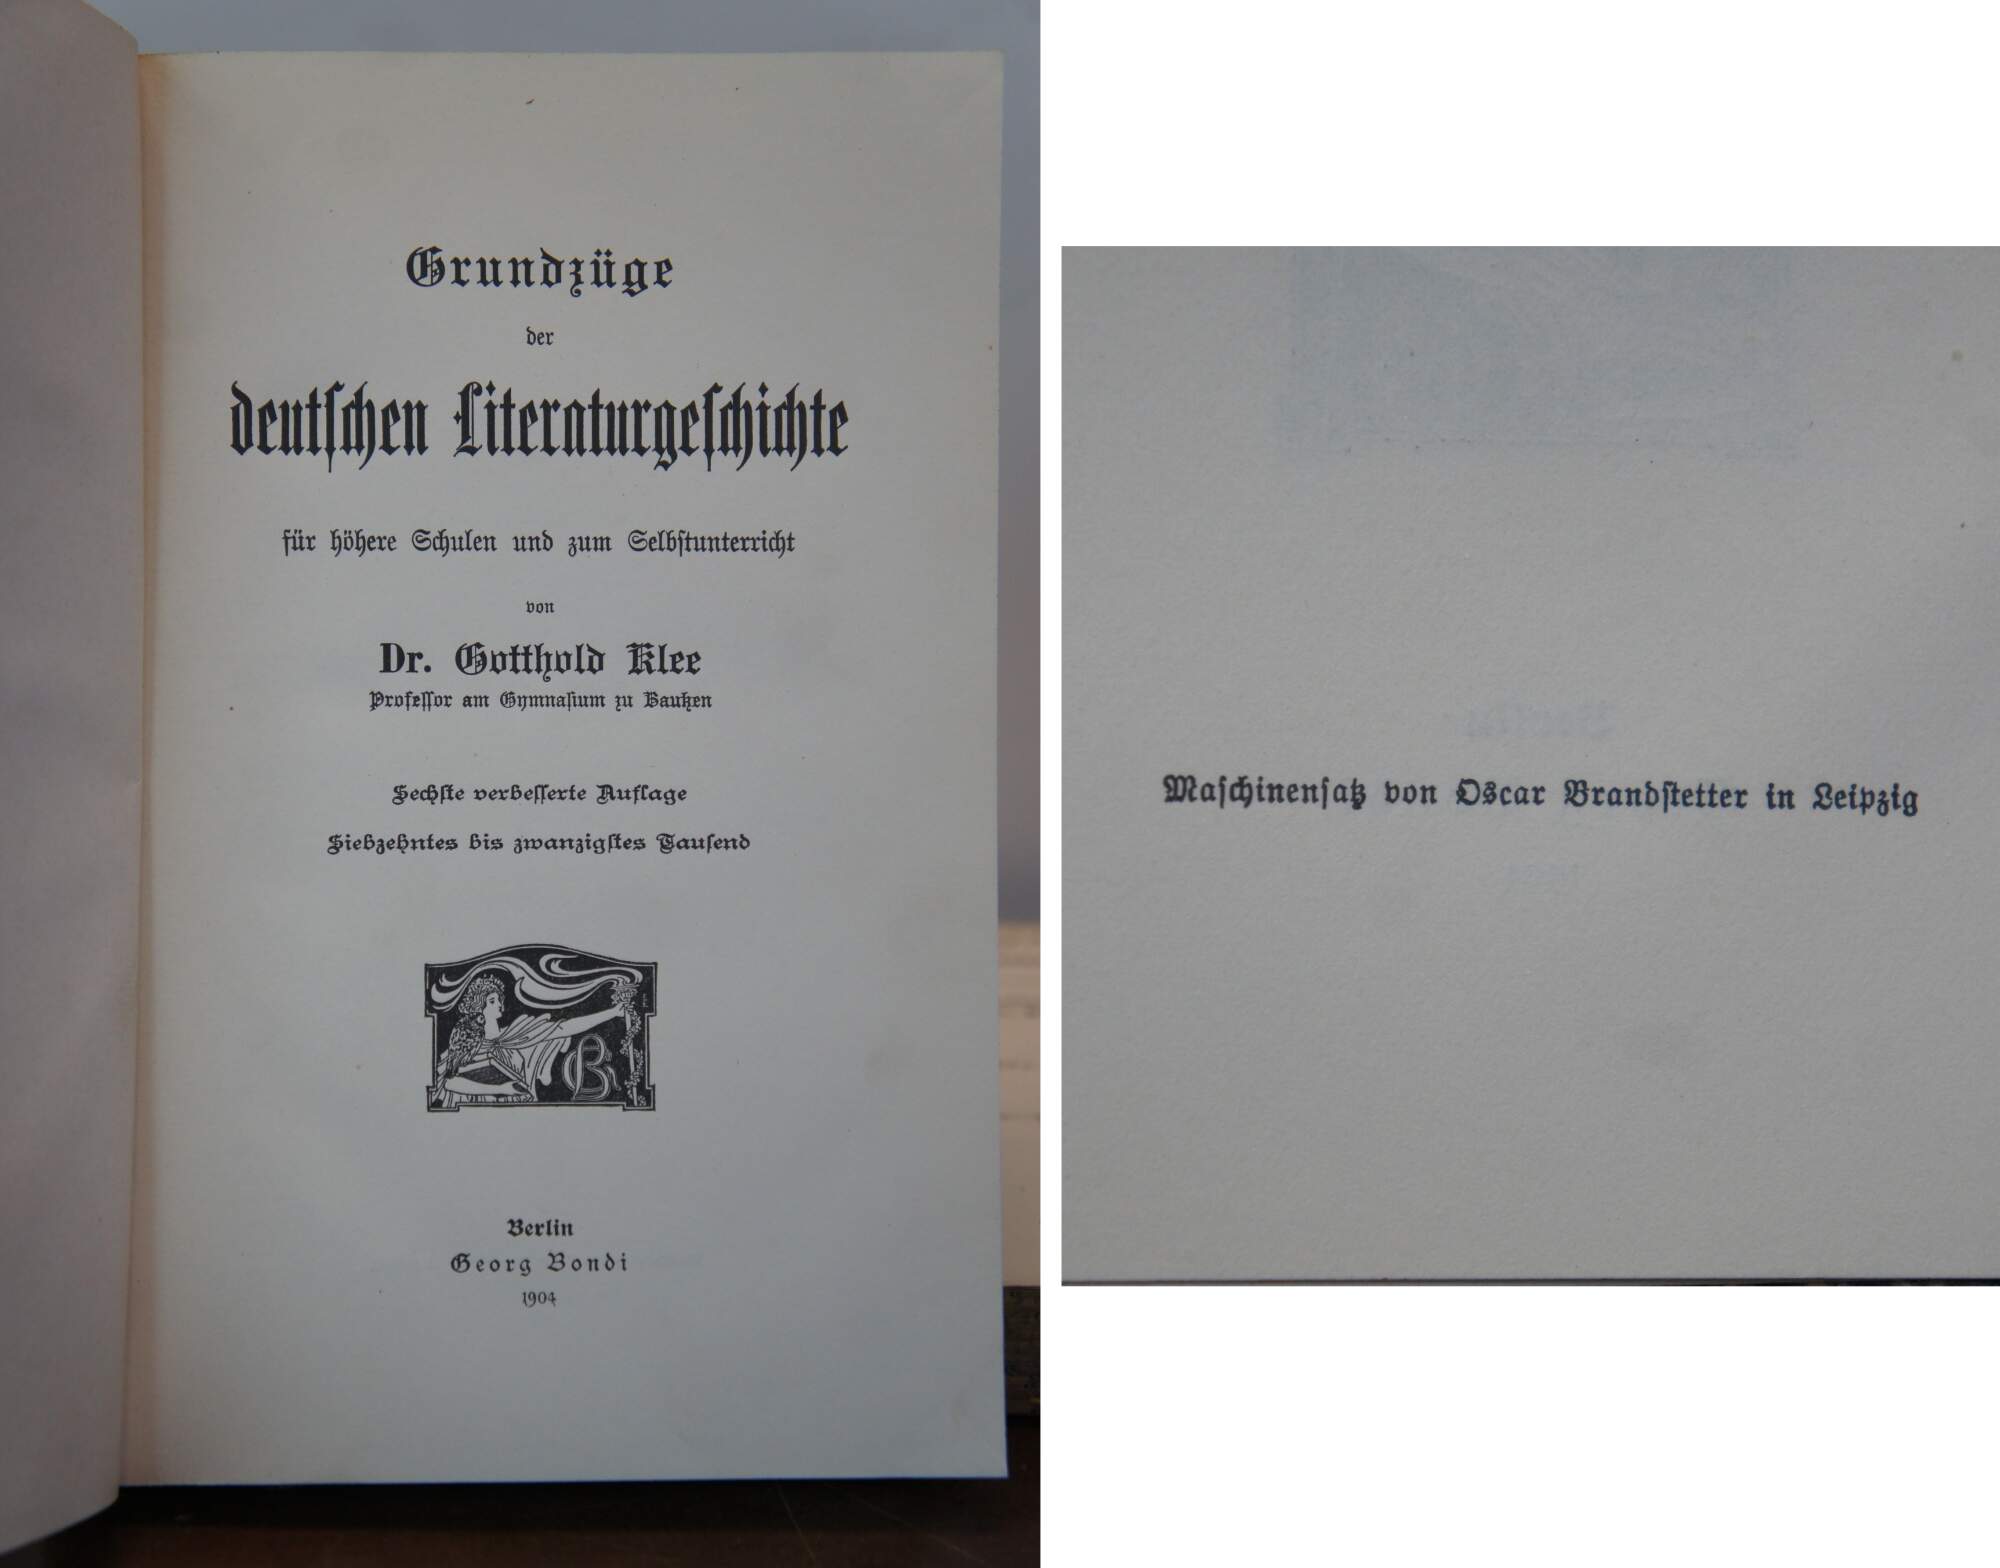 Grundzüge
der
deutſchen Literaturgeſchichte
für höhere Schulen und zum Selbſtunterricht
von
Dr. Gotthold Klee
Profeſſor am Gymnaſium zu Bautzen
Sechſte verbeſſerte Auflage
Siebzehntes bis zwanzigſtes Tauſend
GB
Berlin
Georg Bondi
1904
Maſchinenſatz von Oscar Brandſtetter in Leipzig